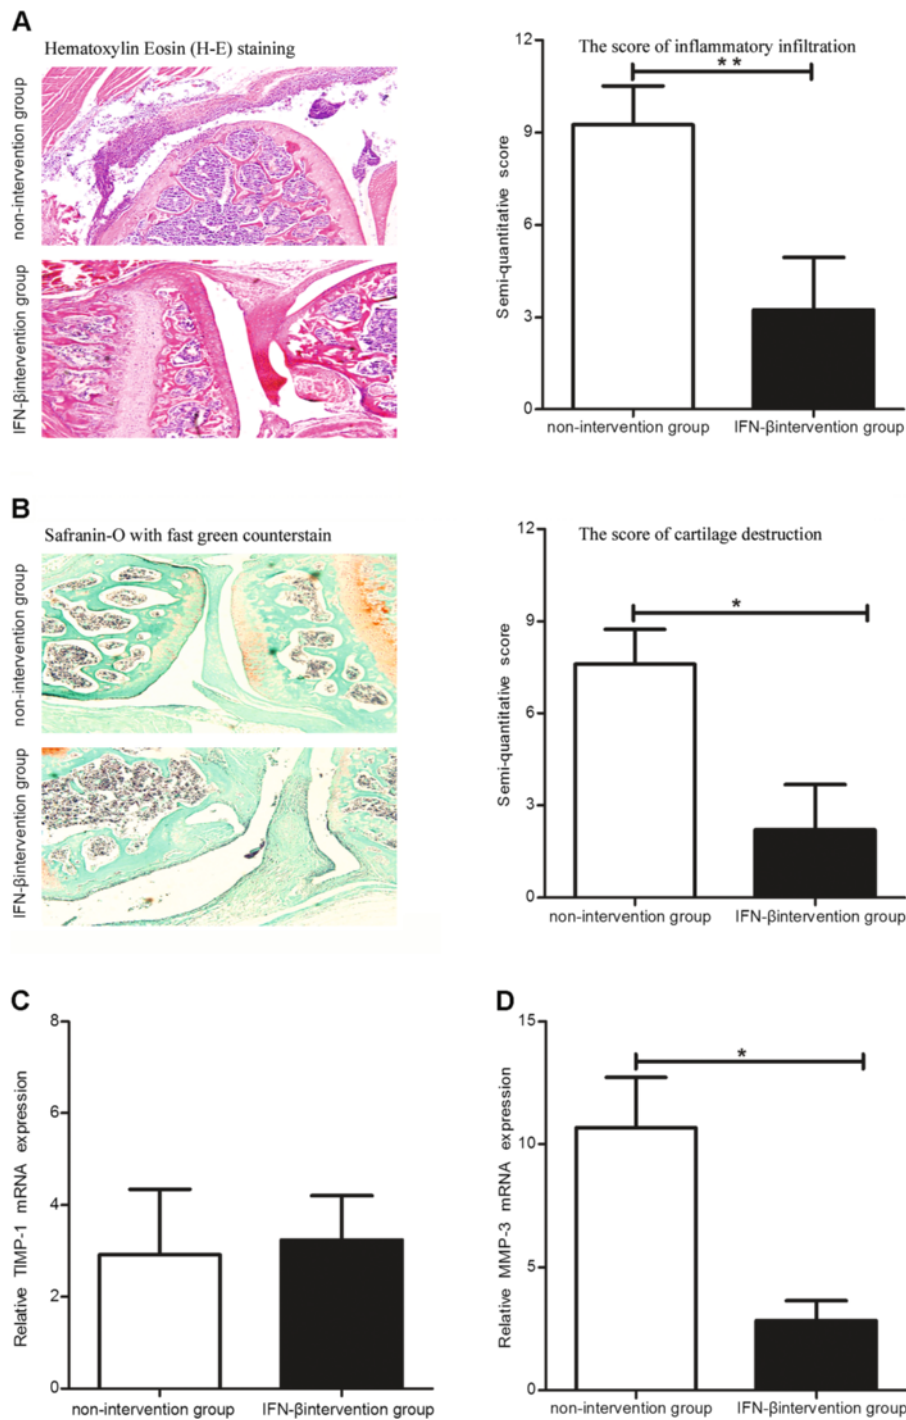 A
Hematoxylin Eosin (H-E) staining
non-intervention group
IFN-βintervention group
The score of inflammatory infiltration
**
Semi-quantitative score
12
9
6
3
0
non-intervention group
IFN-βintervention group
B
Safranin-O with fast green counterstain
non-intervention group
IFN-βintervention group
The score of cartilage destruction
*
Semi-quantitative score
12
9
6
3
0
non-intervention group
IFN-βintervention group
C
Relative TIMP-1 mRNA expression
8
6
4
2
0
non-intervention group
IFN-βintervention group
D
Relative MMP-3 mRNA expression
*
15
10
5
0
non-intervention group
IFN-βintervention group